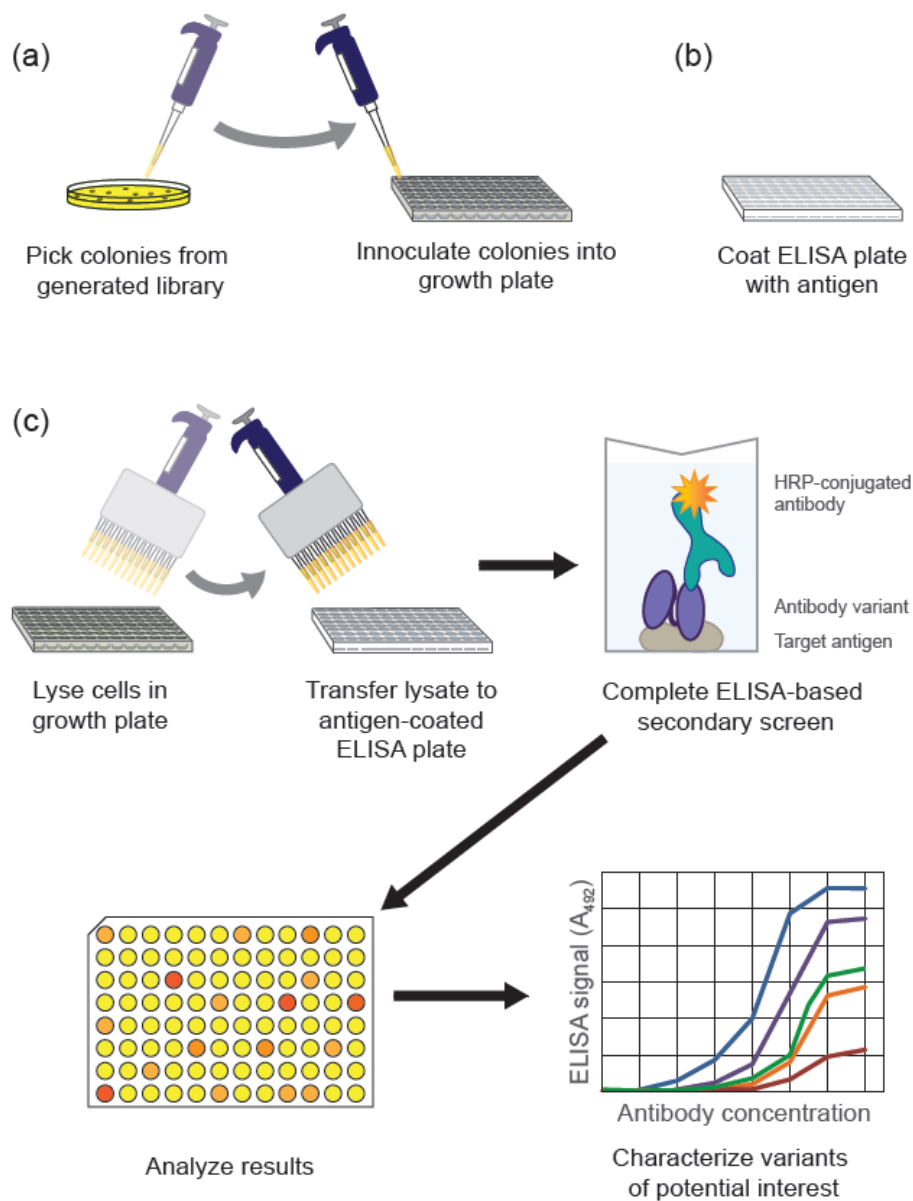 (a)
(b)
Pick colonies from
generated library
Innoculate colonies into
growth plate
Coat ELISA plate
with antigen
(c)
HRP-conjugated
antibody
Antibody variant
Target antigen
Lyse cells in
growth plate
Transfer lysate to
antigen-coated
ELISA plate
Complete ELISA-based
secondary screen
ELISA signal (A492)
Antibody concentration
Analyze results
Characterize variants
of potential interest